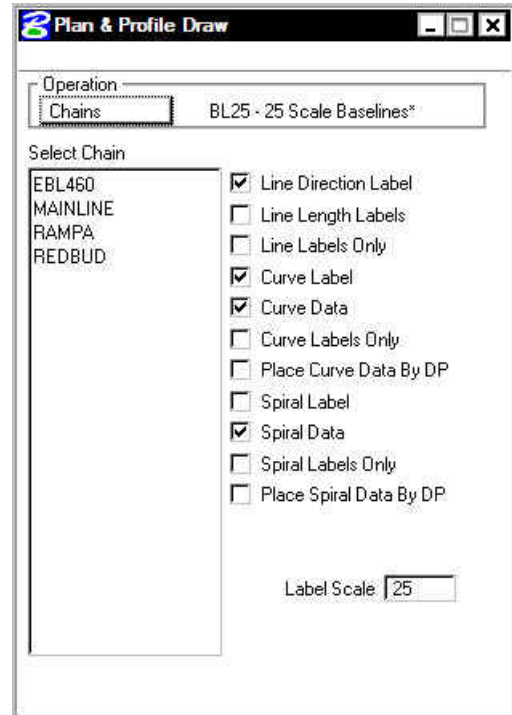 Plan & Profile Draw
Operation
Chains
BL25 - 25 Scale Baselines*
Select Chain
EBL460
MAINLINE
RAMPA
REDBUD
Line Direction Label
Line Length Labels
Line Labels Only
Curve Label
Curve Data
Curve Labels Only
Place Curve Data By DP
Spiral Label
Spiral Data
Spiral Labels Only
Place Spiral Data By DP
Label Scale 25